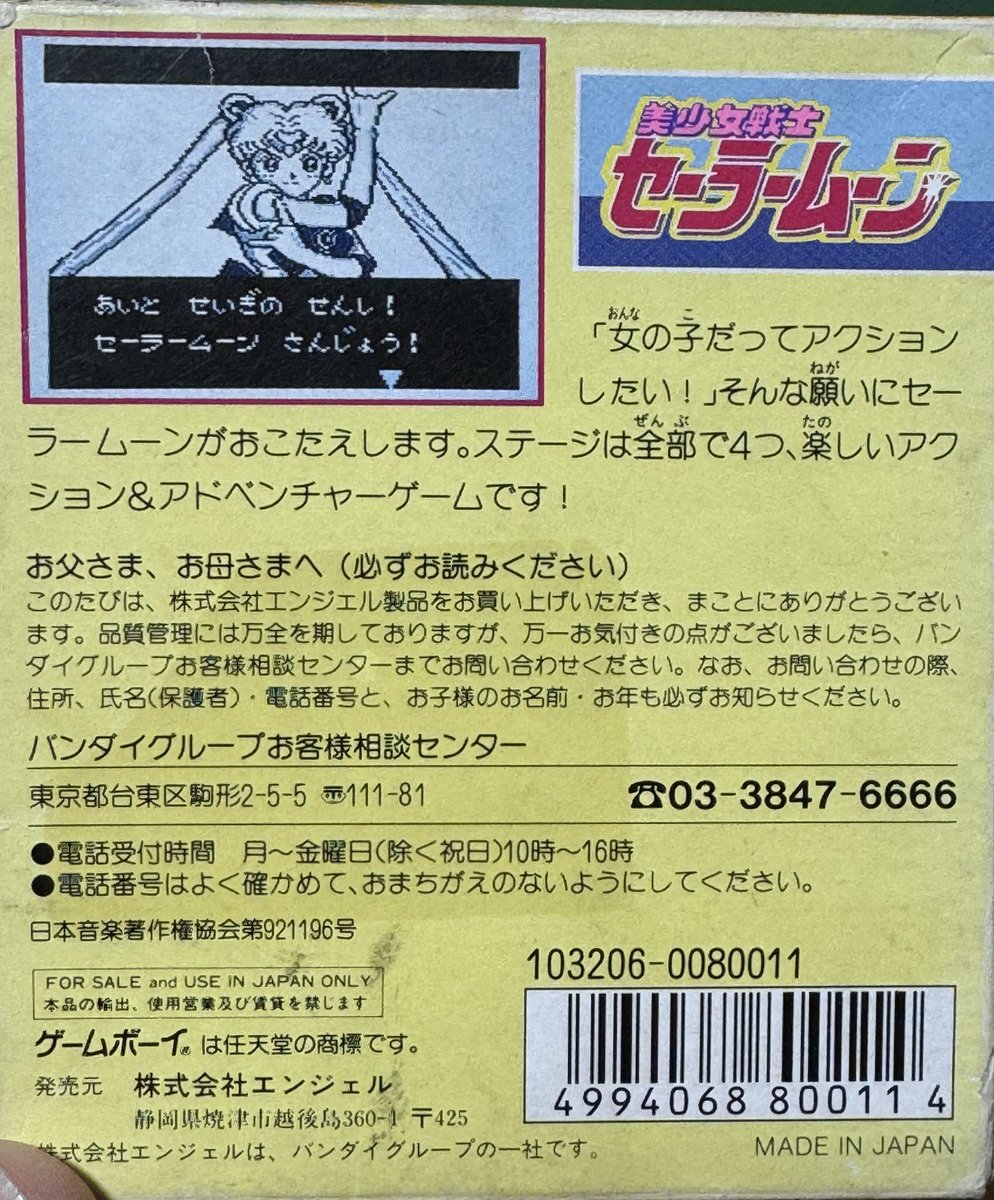 あいと せいぎの せんし!
セーラームーン さんじょう!
美少女戦士
セーラームーン
「女の子だってアクション
したい!」そんな願いにセー
ラームーンがおこたえします。ステージは全部で4つ、楽しいアク
ション&アドベンチャーゲームです!
お父さま、お母さまへ(必ずお読みください)
このたびは、株式会社エンジェル製品をお買い上げいただき、まことにありがとうござい
ます。品質管理には万全を期しておりますが、万一お気付きの点がございましたら、バン
ダイグループお客様相談センターまでお問い合わせください。なお、お問い合わせの際、
住所、氏名(保護者)・電話番号と、お子様のお名前・お年も必ずお知らせください。
バンダイグループお客様相談センター
東京都台東区駒形2-5-5 〠111-81 ☎03-3847-6666
●電話受付時間 月〜金曜日(除く祝日)10時〜16時
●電話番号はよく確かめて、おまちがえのないようにしてください。
日本音楽著作権協会第921196号
FOR SALE and USE IN JAPAN ONLY
本品の輸出、使用営業及び賃貸を禁じます
ゲームボーイ®は任天堂の商標です。
発売元 株式会社エンジェル
静岡県焼津市越後島360-1 〒425
株式会社エンジェルは、バンダイグループの一社です。
103206-0080011
4994068 80011 4
MADE IN JAPAN